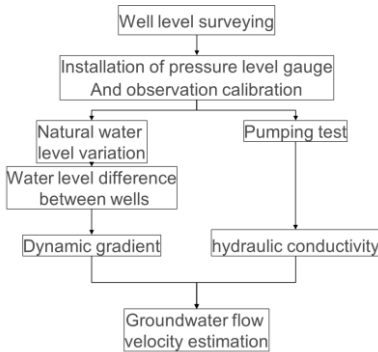 Well level surveying
Installation of pressure level gauge
And observation calibration
Natural water
level variation
Pumping test
Water level difference
between wells
Dynamic gradient
hydraulic conductivity
Groundwater flow
velocity estimation